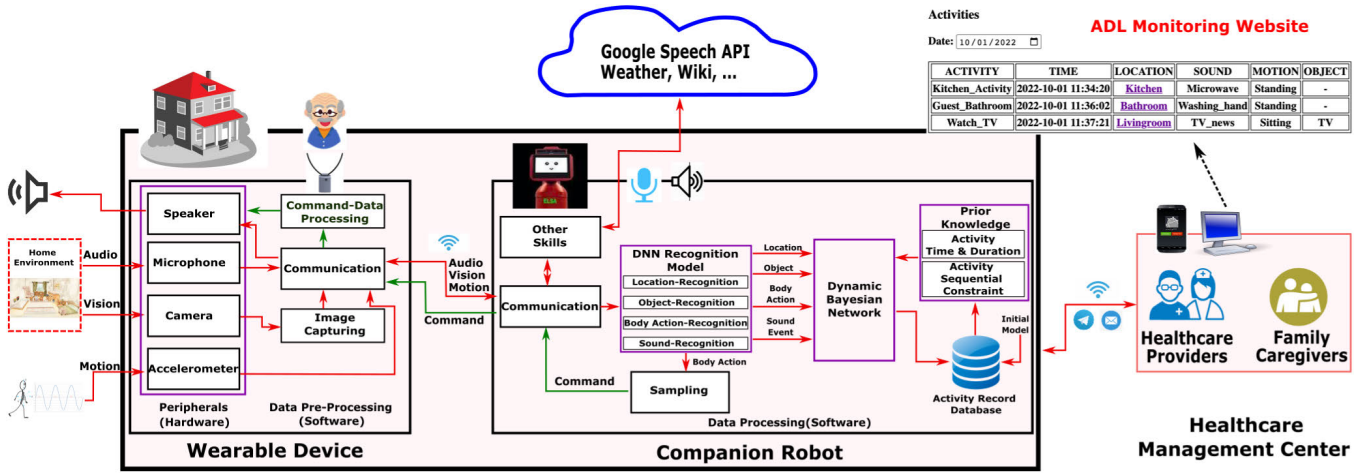 Activities
ADL Monitoring Website
Date: 10/01/2022
ACTIVITY TIME LOCATION SOUND MOTION OBJECT
Kitchen_Activity 2022-10-01 11:34:20 Kitchen Microwave Standing -
Guest_Bathroom 2022-10-01 11:36:02 Bathroom Washing_hand Standing -
Watch_TV 2022-10-01 11:37:21 Livingroom TV_news Sitting TV
Google Speech API
Weather, Wiki, ...
ELSA
Home
Environment
Audio
Vision
Motion
Speaker
Microphone
Camera
Accelerometer
Peripherals
(Hardware)
Command-Data
Processing
Communication
Image
Capturing
Data Pre-Processing
(Software)
Wearable Device
Audio
Vision
Motion
Command
Other
Skills
Communication
Command
DNN Recognition
Model
Location-Recognition
Object-Recognition
Body Action-Recognition
Sound-Recognition
Body Action
Sampling
Location
Object
Body
Action
Sound
Event
Dynamic
Bayesian
Network
Prior
Knowledge
Activity
Time & Duration
Activity
Sequential
Constraint
Initial
Model
Activity Record
Database
Data Processing(Software)
Companion Robot
Healthcare
Providers
Family
Caregivers
Healthcare
Management Center